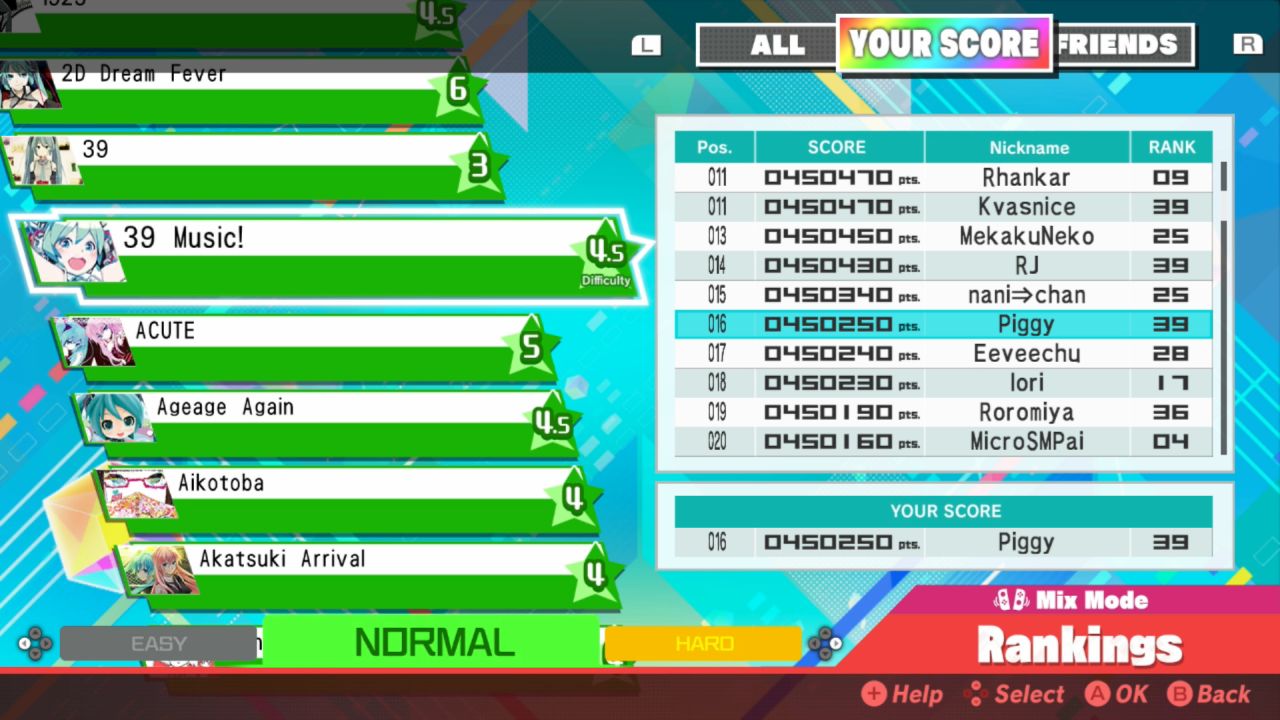 4.5
2D Dream Fever
6
39
3
39 Music!
4.5
Difficulty
ACUTE
5
Ageage Again
4.5
Aikotoba
4
Akatsuki Arrival
4
EASY
NORMAL
HARD
L
ALL
YOUR SCORE
FRIENDS
R
Pos. SCORE Nickname RANK
011 0450470 pts. Rhankar 09
011 0450470 pts. Kvasnice 39
013 0450450 pts. MekakuNeko 25
014 0450430 pts. RJ 39
015 0450340 pts. nani⇒chan 25
016 0450250 pts. Piggy 39
017 0450240 pts. Eeveechu 28
018 0450230 pts. Iori 17
019 0450190 pts. Roromiya 36
020 0450160 pts. MicroSMPai 04
YOUR SCORE
016 0450250 pts. Piggy 39
Mix Mode
Rankings
+ Help Select A OK B Back